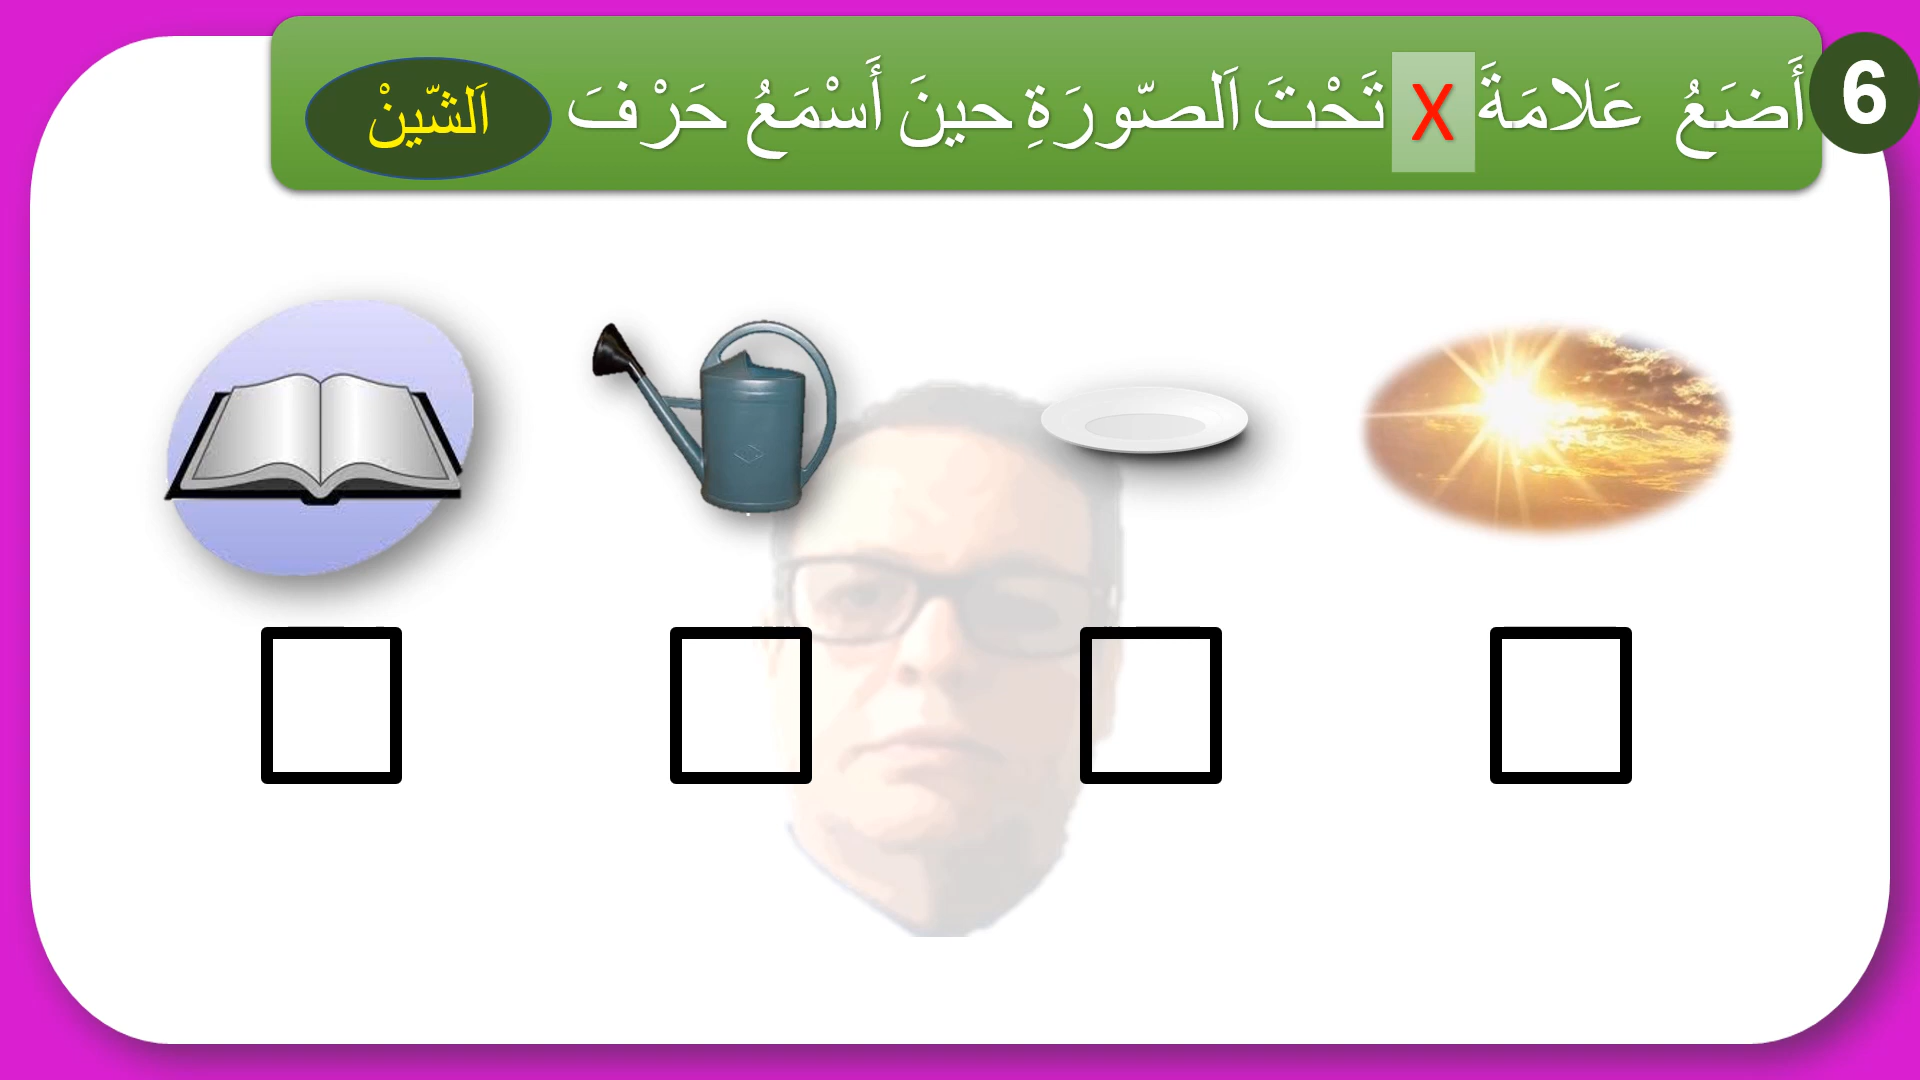 6 أَضَعُ عَلامَةَ X تَحْتَ اَلصّورَةِ حينَ أَسْمَعُ حَرْفَ اَلشّينْ